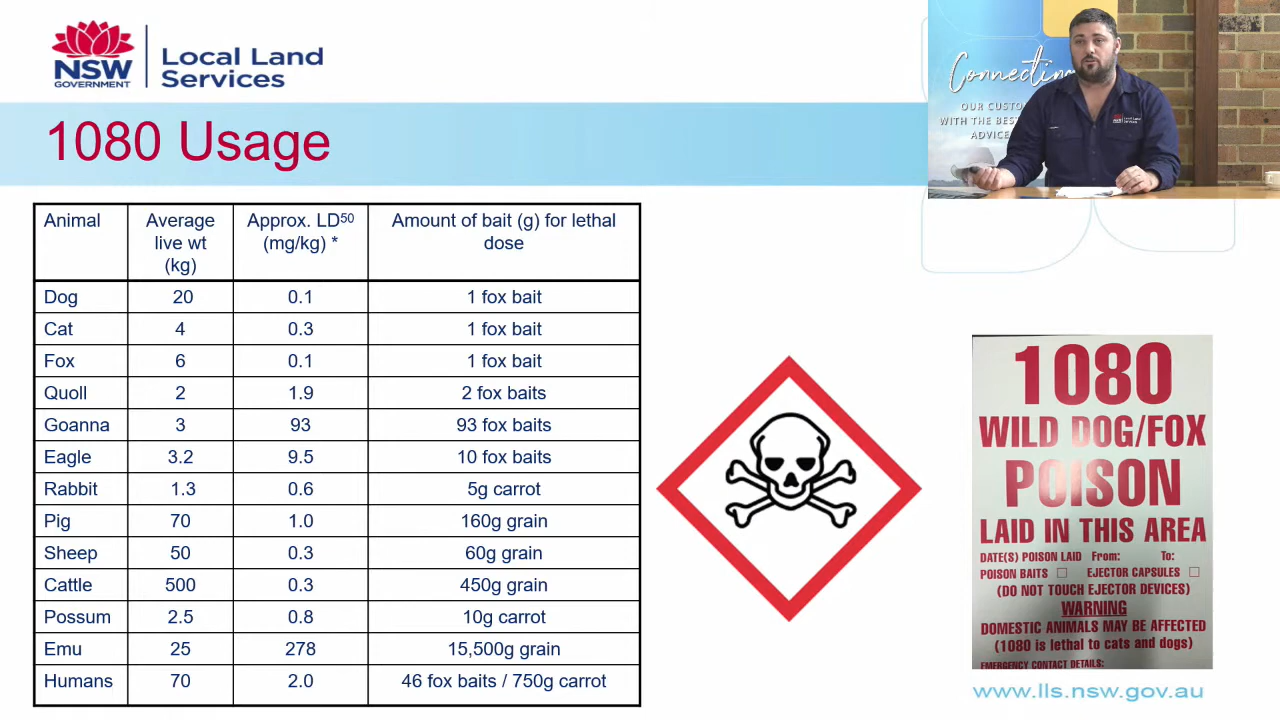 NSW
GOVERNMENT
Local Land
Services
Connecting
OUR CUSTO
WITH THE BES
ADVICE
1080 Usage
Animal Average live wt (kg) Approx. LD50 (mg/kg) * Amount of bait (g) for lethal dose
Dog 20 0.1 1 fox bait
Cat 4 0.3 1 fox bait
Fox 6 0.1 1 fox bait
Quoll 2 1.9 2 fox baits
Goanna 3 93 93 fox baits
Eagle 3.2 9.5 10 fox baits
Rabbit 1.3 0.6 5g carrot
Pig 70 1.0 160g grain
Sheep 50 0.3 60g grain
Cattle 500 0.3 450g grain
Possum 2.5 0.8 10g carrot
Emu 25 278 15,500g grain
Humans 70 2.0 46 fox baits / 750g carrot
1080
WILD DOG/FOX
POISON
LAID IN THIS AREA
DATE(S) POISON LAID From: To:
POISON BAITS EJECTOR CAPSULES
(DO NOT TOUCH EJECTOR DEVICES)
WARNING
DOMESTIC ANIMALS MAY BE AFFECTED
(1080 is lethal to cats and dogs)
EMERGENCY CONTACT DETAILS:
www.lls.nsw.gov.au